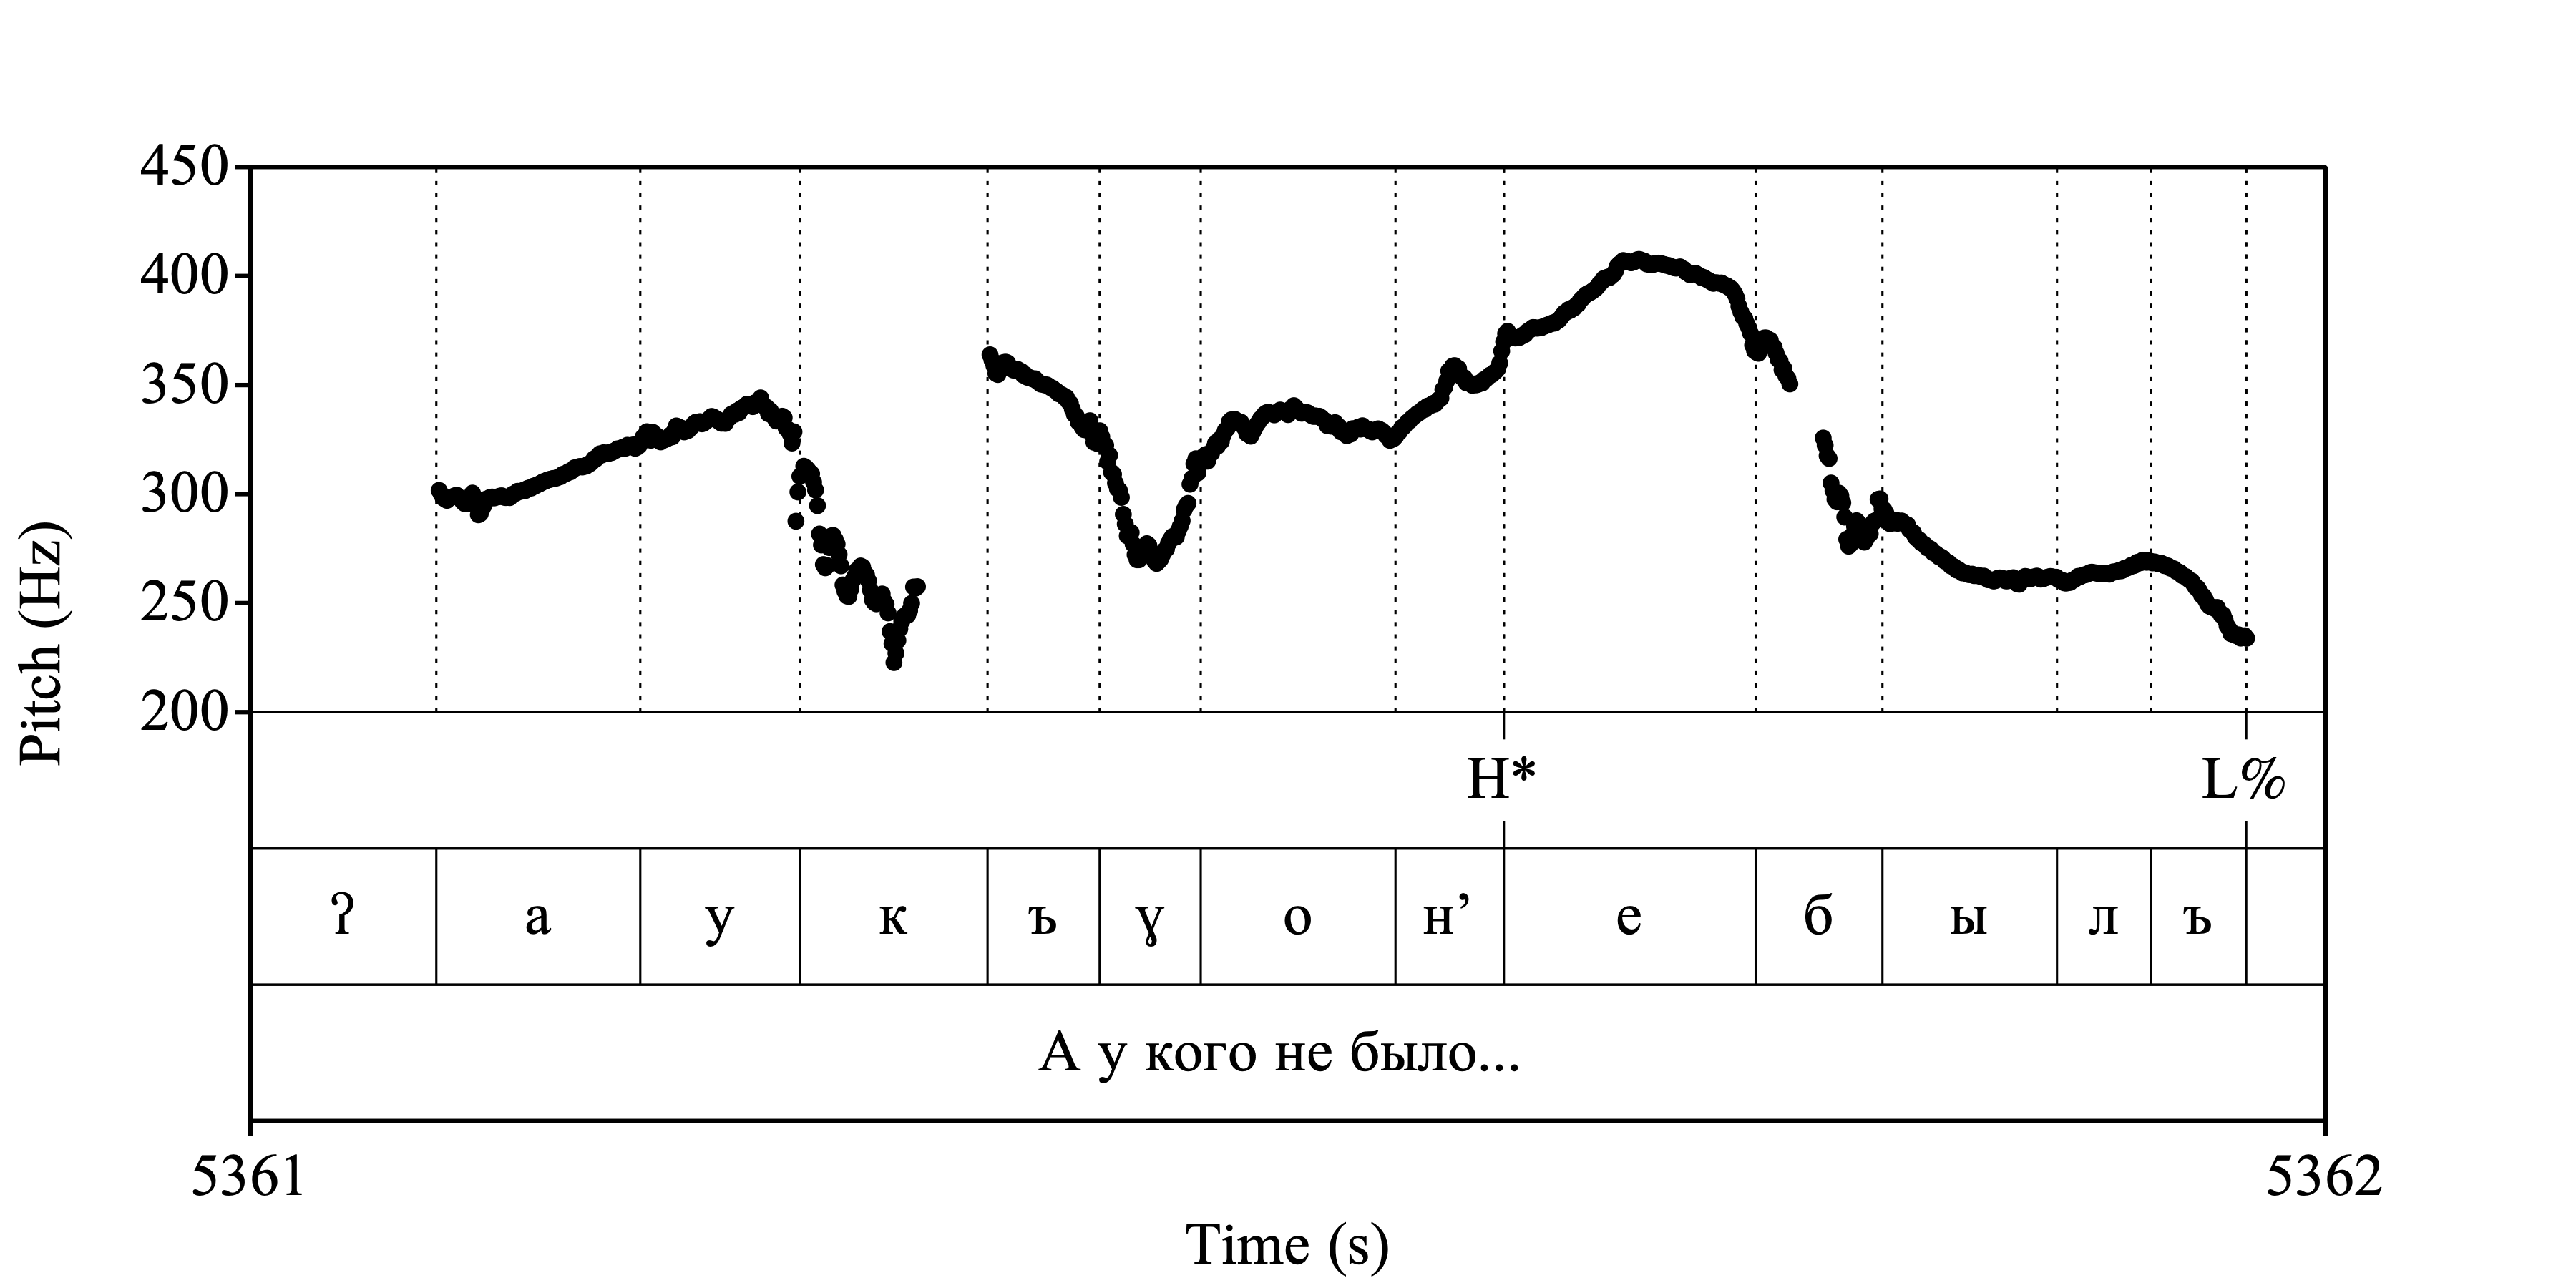 450
400
350
300
250
200
Pitch (Hz)
H* L%
ʔ а у к ъ ɣ о н’ е б ы л ъ
А у кого не было...
5361 5362
Time (s)